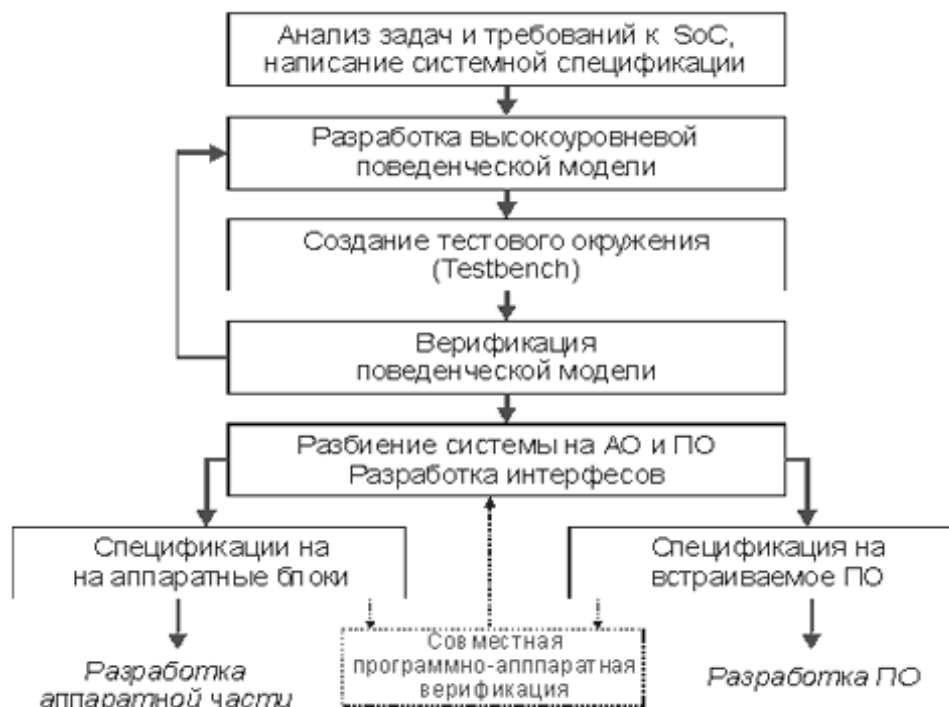 Анализ задач и требований к SoC,
написание системной спецификации
Разработка высокоуровневой
поведенческой модели
Создание тестового окружения
(Testbench)
Верификация
поведенческой модели
Разбиение системы на АО и ПО
Разработка интерфесов
Спецификации на
на аппаратные блоки
Спецификация на
встраиваемое ПО
Совместная
программно-апппаратная
верификация
Разработка
аппаратной части
Разработка ПО